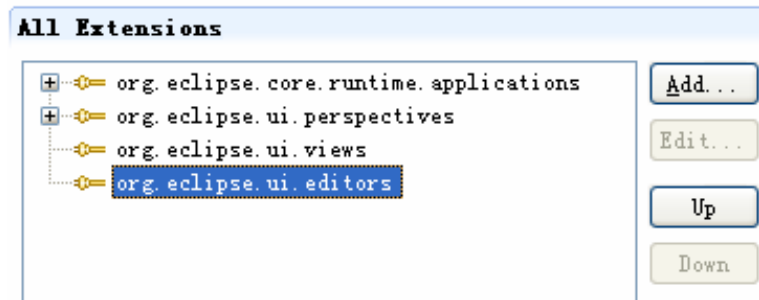 All Extensions
org.eclipse.core.runtime.applications
org.eclipse.ui.perspectives
org.eclipse.ui.views
org.eclipse.ui.editors
Add...
Edit...
Up
Down